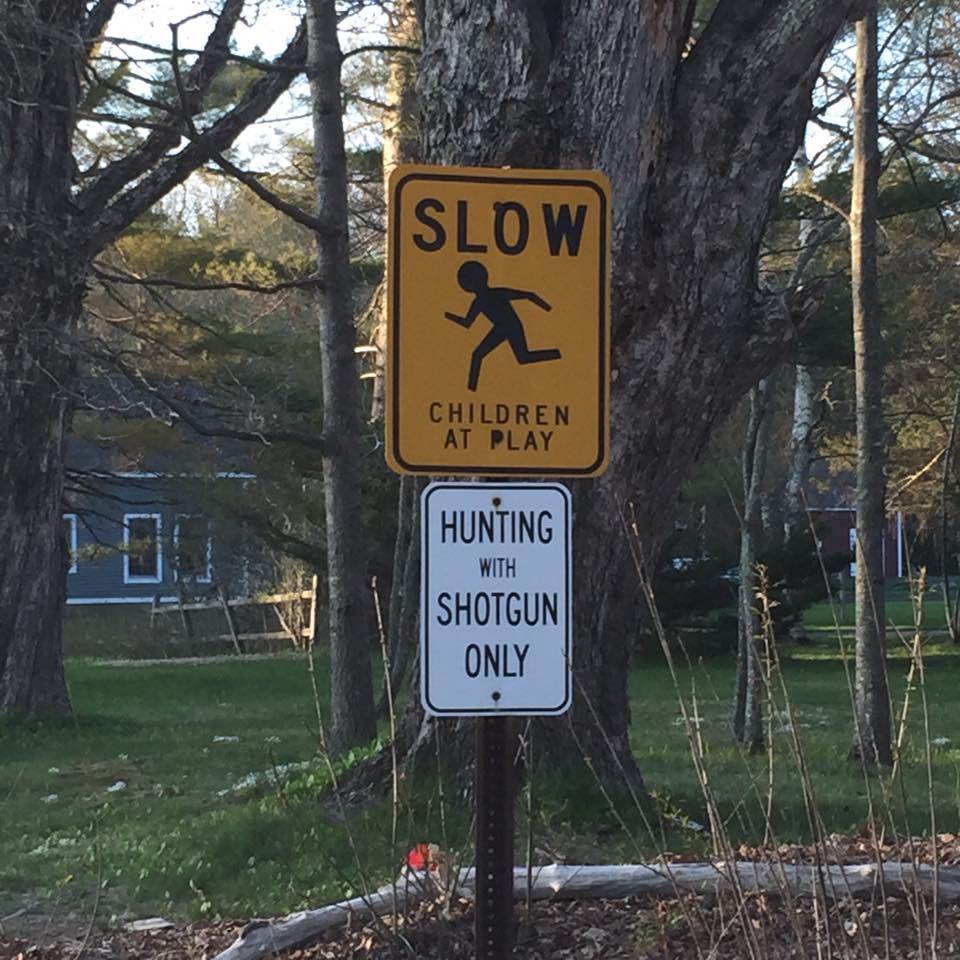 SLOW
CHILDREN
AT PLAY
HUNTING
WITH
SHOTGUN
ONLY